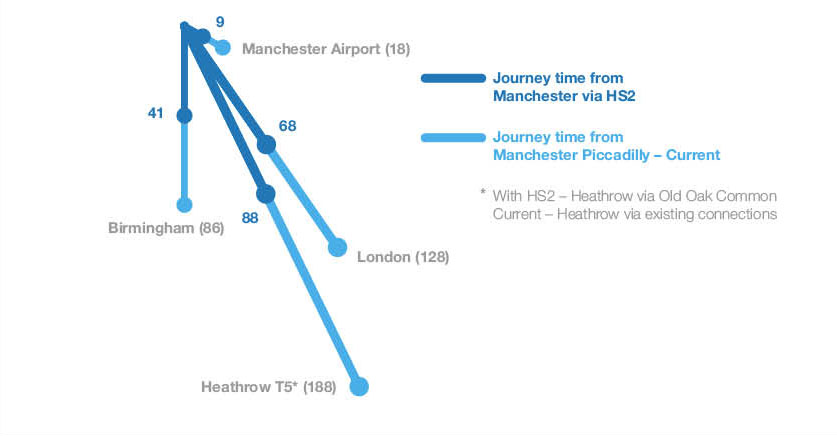 9
Manchester Airport (18)
Journey time from
Manchester via HS2
41
68
Journey time from
Manchester Piccadilly – Current
* With HS2 – Heathrow via Old Oak Common
Current – Heathrow via existing connections
88
Birmingham (86)
London (128)
Heathrow T5* (188)